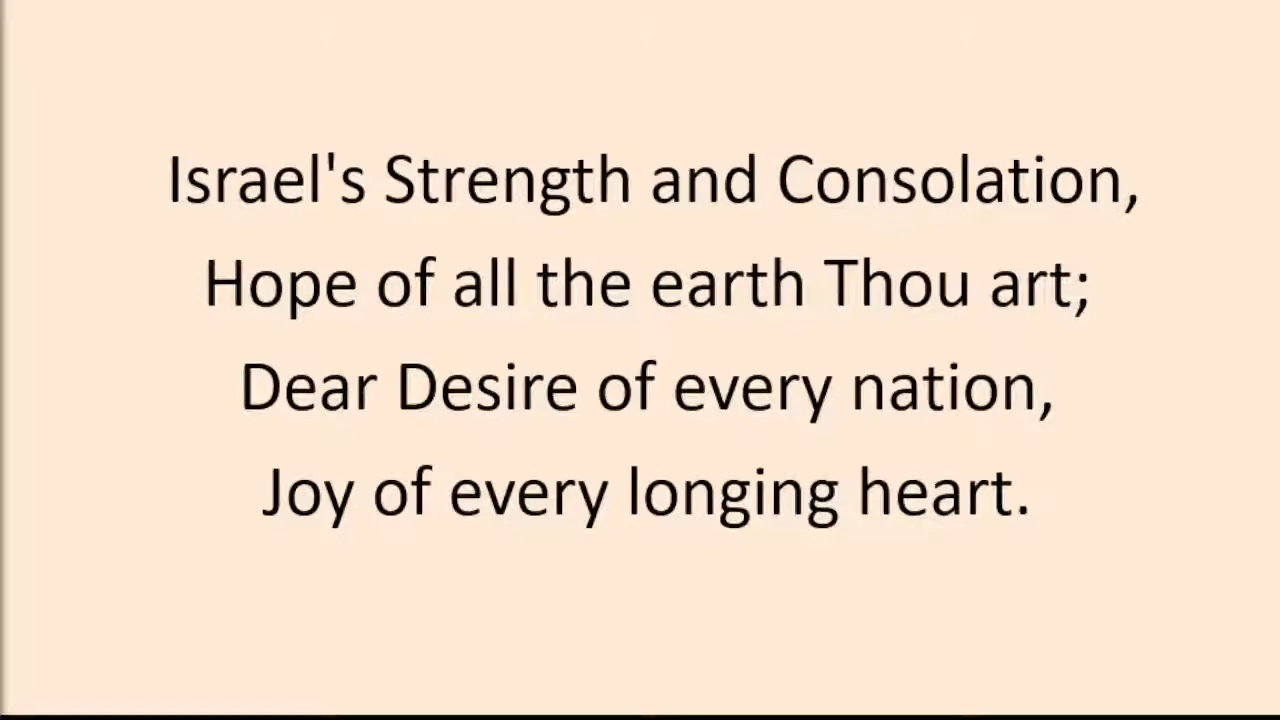 Israel's Strength and Consolation,
Hope of all the earth Thou art;
Dear Desire of every nation,
Joy of every longing heart.